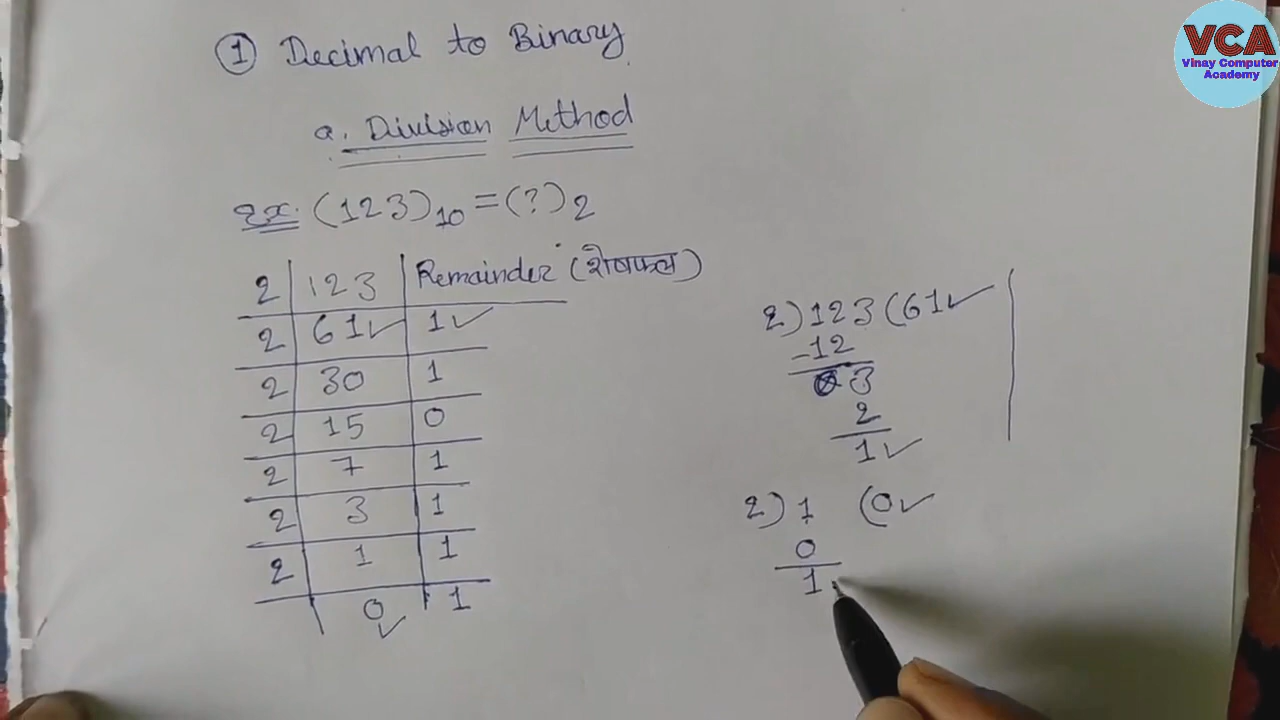 VCA
Vinay Computer
Academy
1 Decimal to Binary
a. Division Method
Ex: (123)10 = (?)2
2 | 123 | Remainder (शेषफल)
2 | 61✓ | 1✓
2 | 30 | 1
2 | 15 | 0
2 | 7 | 1
2 | 3 | 1
2 | 1 | 1
0✓ | 1
2)123(61✓
-12
03
2
1✓
2)1 (0✓
0
1